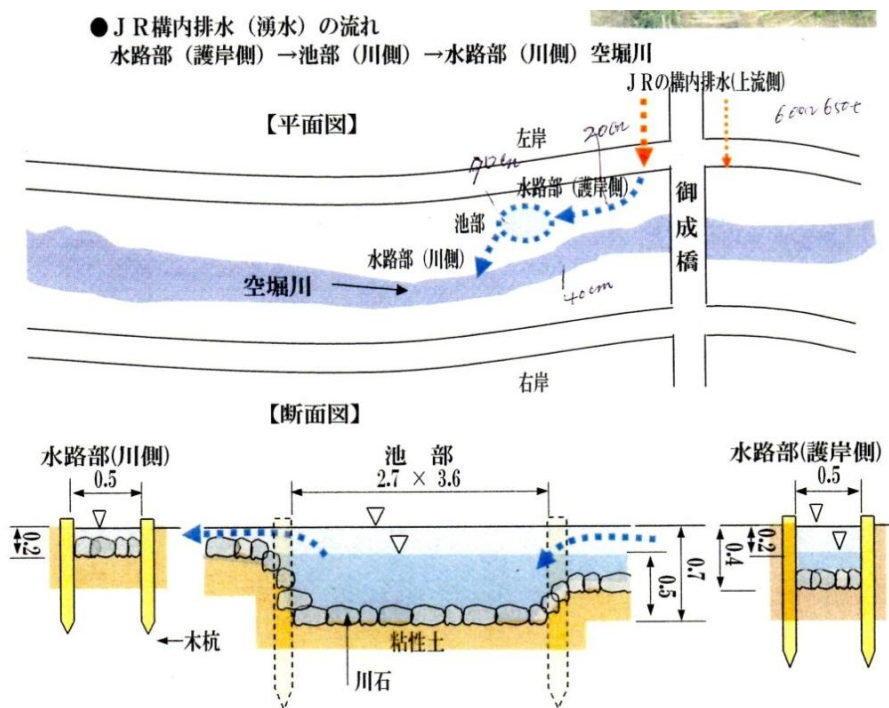 ●ＪＲ構内排水（湧水）の流れ
水路部（護岸側）→池部（川側）→水路部（川側）空堀川
ＪＲの構内排水(上流側)
【平面図】
左岸
20cm
水路部（護岸側）
池部
水路部（川側）
御成橋
空堀川
40cm
右岸
【断面図】
水路部(川側)
0.5
0.2
木杭
池部
2.7 × 3.6
0.5
0.7
粘性土
川石
水路部(護岸側)
0.5
0.2
0.4